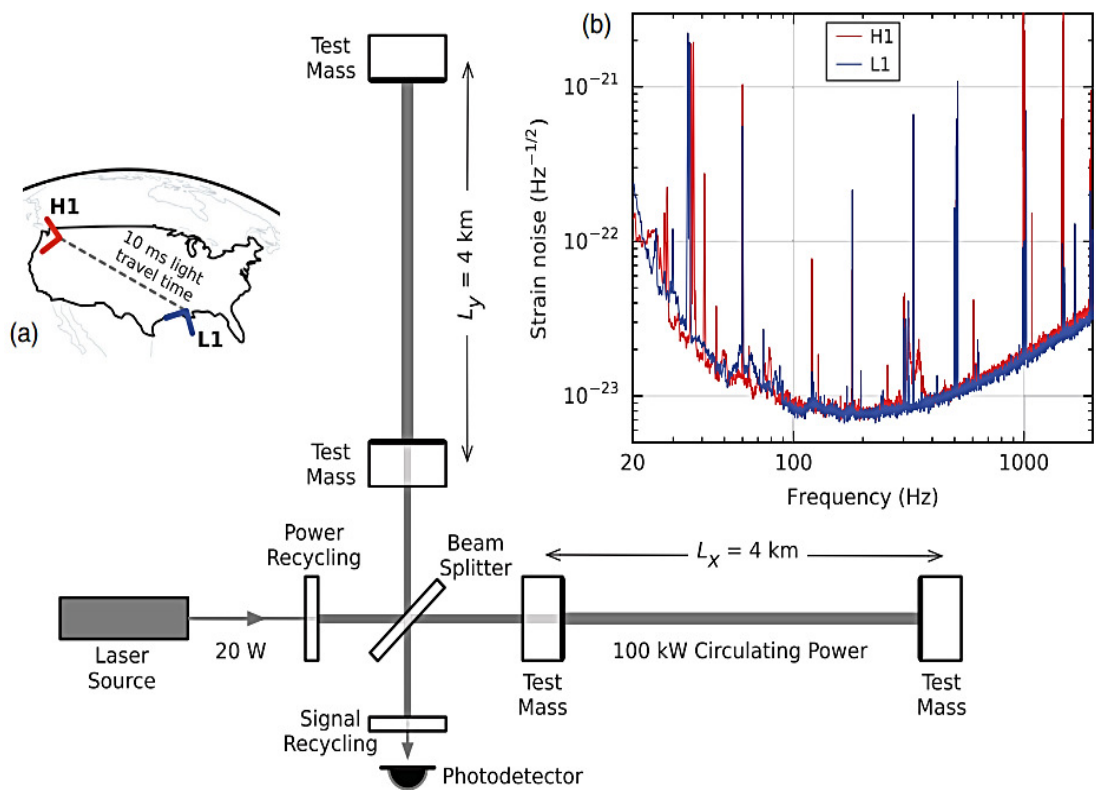 (a)
H1
10 ms light
travel time
L1
Test
Mass
L_y = 4 km
Test
Mass
Power
Recycling
Beam
Splitter
L_x = 4 km
Laser
Source
20 W
100 kW Circulating Power
Test
Mass
Test
Mass
Signal
Recycling
Photodetector
(b)
H1
L1
Strain noise (Hz^{-1/2})
10^{-21}
10^{-22}
10^{-23}
20
100
1000
Frequency (Hz)